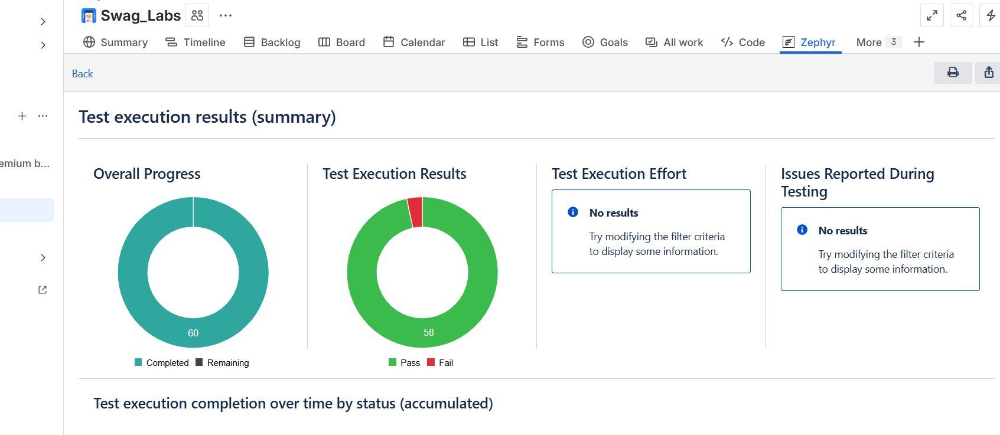 Swag_Labs
Summary Timeline Backlog Board Calendar List Forms Goals All work Code Zephyr More 3
Back
Test execution results (summary)
emium b...
Overall Progress
60
Completed Remaining
Test Execution Results
58
Pass Fail
Test Execution Effort
No results
Try modifying the filter criteria
to display some information.
Issues Reported During
Testing
No results
Try modifying the filter criteria
to display some information.
Test execution completion over time by status (accumulated)